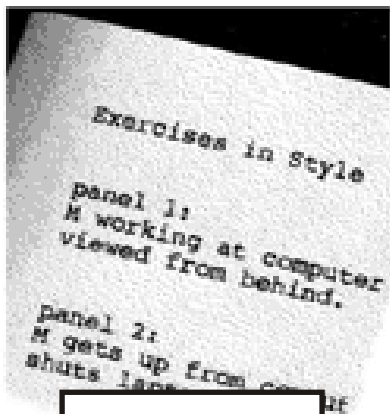 Exercises in Style
panel 1:
M working at computer
viewed from behind.
panel 2:
M gets up from
shuts